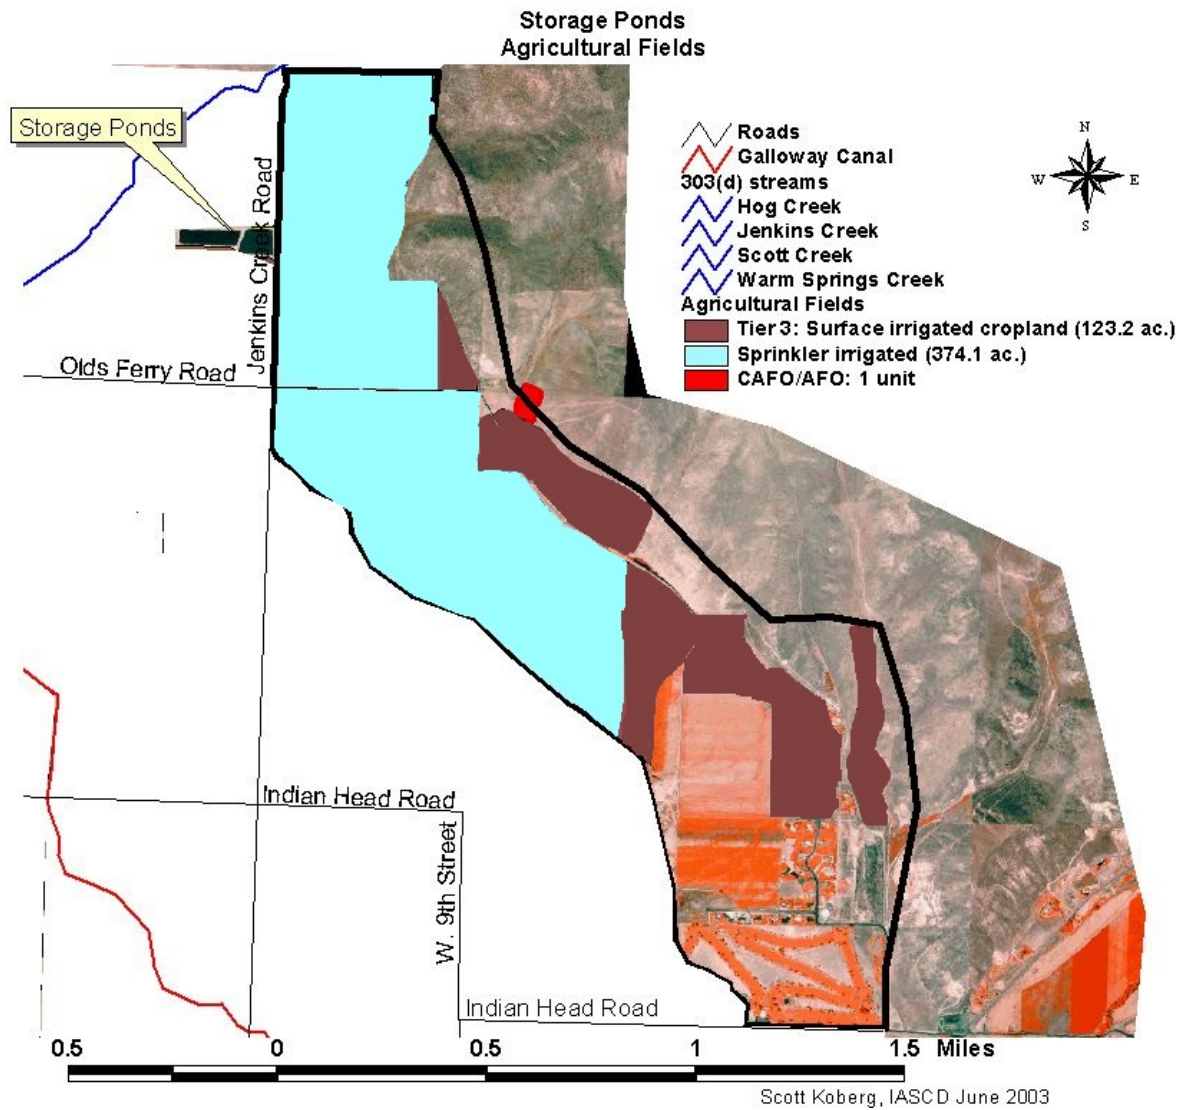 Storage Ponds
Agricultural Fields
Storage Ponds
Jenkins Creek Road
Roads
Galloway Canal
303(d) streams
Hog Creek
Jenkins Creek
Scott Creek
Warm Springs Creek
Agricultural Fields
Tier 3: Surface irrigated cropland (123.2 ac.)
Sprinkler irrigated (374.1 ac.)
CAFO/AFO: 1 unit
N
W
E
S
Olds Ferry Road
Indian Head Road
W. 9th Street
Indian Head Road
0.5 0 0.5 1 1.5 Miles
Scott Koberg, IASCD June 2003